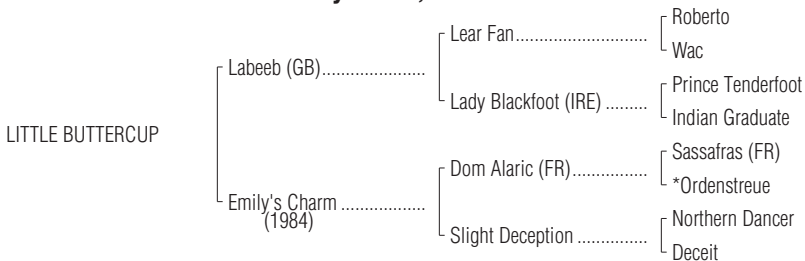 Roberto
Lear Fan............................
Wac
Labeeb (GB)......................
Prince Tenderfoot
Lady Blackfoot (IRE) .........
Indian Graduate
LITTLE BUTTERCUP
Sassafras (FR)
Dom Alaric (FR)................
*Ordenstreue
Emily's Charm ..................
(1984)
Northern Dancer
Slight Deception ...............
Deceit